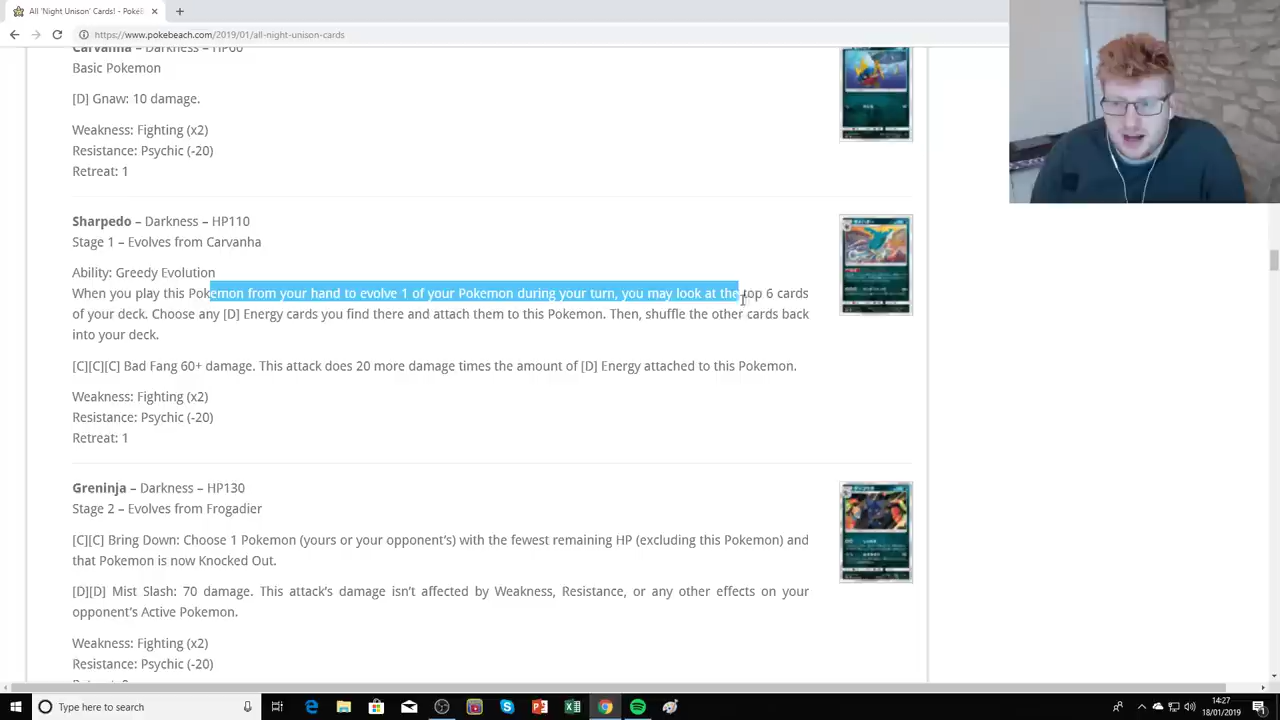 All 'Night Unison' Cards! - PokéB
https://www.pokebeach.com/2019/01/all-night-unison-cards
Carvanha – Darkness – HP60
Basic Pokemon
[D] Gnaw: 10 damage.
Weakness: Fighting (x2)
Resistance: Psychic (-20)
Retreat: 1
Sharpedo – Darkness – HP110
Stage 1 – Evolves from Carvanha
Ability: Greedy Evolution
When you play this Pokemon from your hand to evolve 1 of your Pokemon during your turn, you may look at the top 6 cards
of your deck. Choose any [D] Energy cards you find there and attach them to this Pokemon. Then, shuffle the other cards back
into your deck.
[C][C][C] Bad Fang 60+ damage. This attack does 20 more damage times the amount of [D] Energy attached to this Pokemon.
Weakness: Fighting (x2)
Resistance: Psychic (-20)
Retreat: 1
Greninja – Darkness – HP130
Stage 2 – Evolves from Frogadier
[C][C] Bring Down: Choose 1 Pokemon (yours or your opponent's) with the fewest remaining HP (excluding this Pokemon) and
that Pokemon is now Knocked Out.
[D][D] Mist Slash: 70 damage. This attack's damage isn't affected by Weakness, Resistance, or any other effects on your
opponent's Active Pokemon.
Weakness: Fighting (x2)
Resistance: Psychic (-20)
Type here to search
14:27
18/01/2019